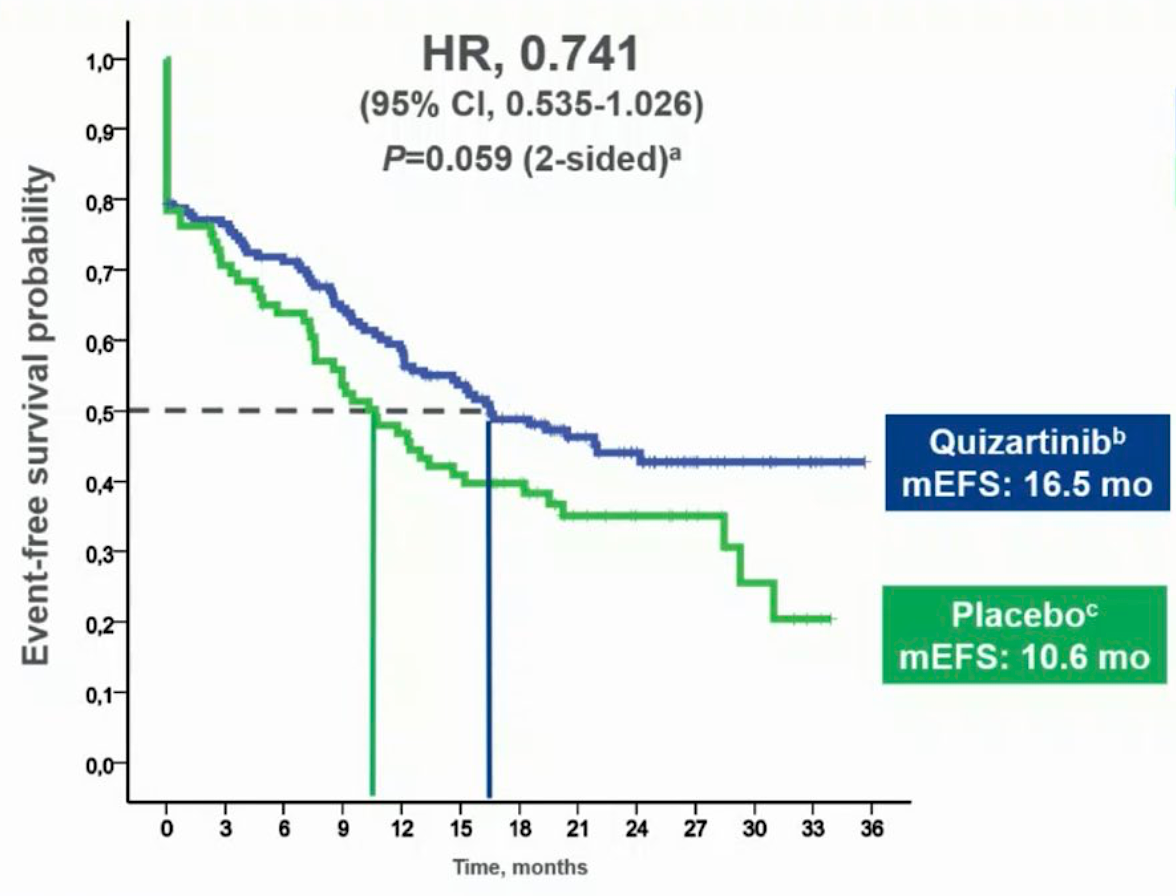 HR, 0.741
(95% CI, 0.535-1.026)
P=0.059 (2-sided)ᵃ
Event-free survival probability
1,0
0,9
0,8
0,7
0,6
0,5
0,4
0,3
0,2
0,1
0,0
Quizartinibᵇ
mEFS: 16.5 mo
Placeboᶜ
mEFS: 10.6 mo
0 3 6 9 12 15 18 21 24 27 30 33 36
Time, months